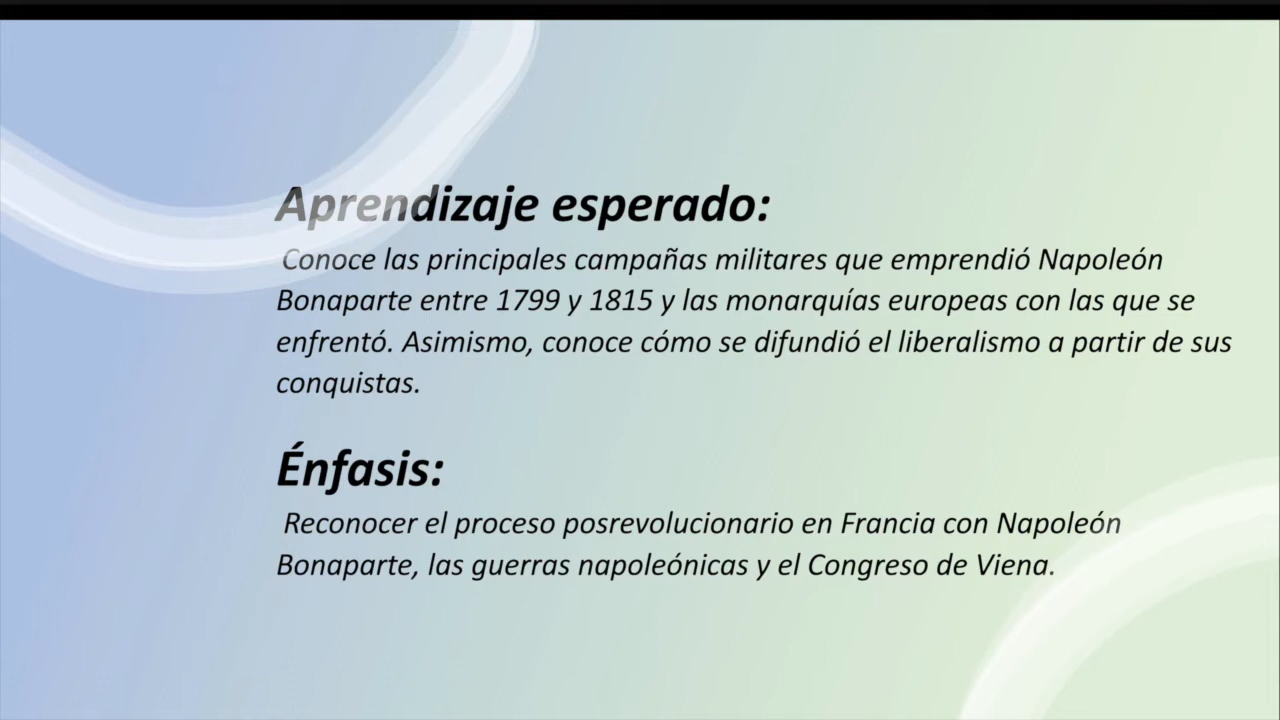 Aprendizaje esperado:
Conoce las principales campañas militares que emprendió Napoleón
Bonaparte entre 1799 y 1815 y las monarquías europeas con las que se
enfrentó. Asimismo, conoce cómo se difundió el liberalismo a partir de sus
conquistas.
Énfasis:
Reconocer el proceso posrevolucionario en Francia con Napoleón
Bonaparte, las guerras napoleónicas y el Congreso de Viena.